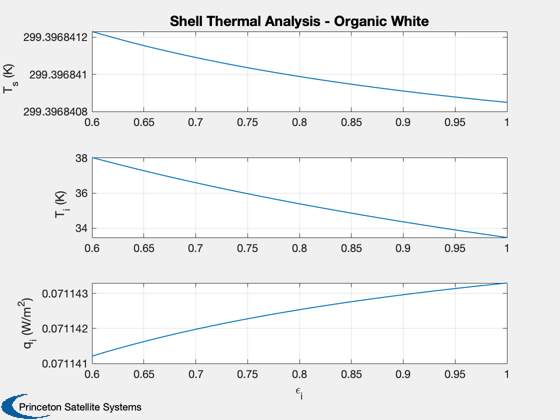 Shell Thermal Analysis - Organic White
299.3968412
299.396841
299.3968408
T_s (K)
0.6 0.65 0.7 0.75 0.8 0.85 0.9 0.95 1
38
36
34
T_i (K)
0.6 0.65 0.7 0.75 0.8 0.85 0.9 0.95 1
0.071143
0.071142
0.071141
q_i (W/m^2)
0.6 0.65 0.7 0.75 0.8 0.85 0.9 0.95 1
ϵ_i
Princeton Satellite Systems